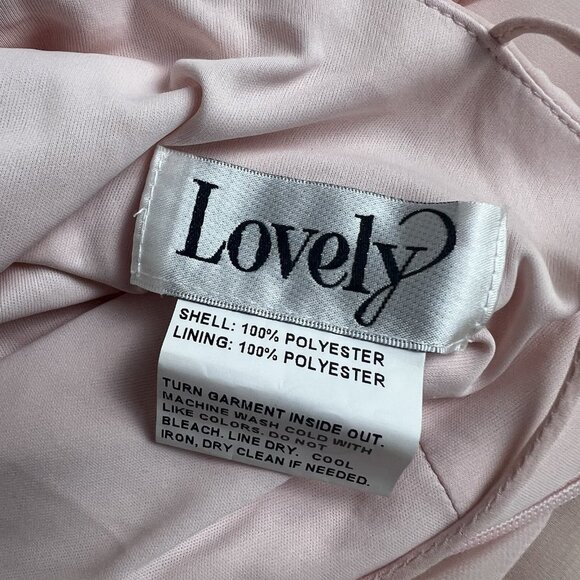 Lovely
SHELL: 100% POLYESTER
LINING: 100% POLYESTER
TURN GARMENT INSIDE OUT.
MACHINE WASH COLD WITH
LIKE COLORS. DO NOT
BLEACH. LINE DRY. COOL
IRON, DRY CLEAN IF NEEDED.